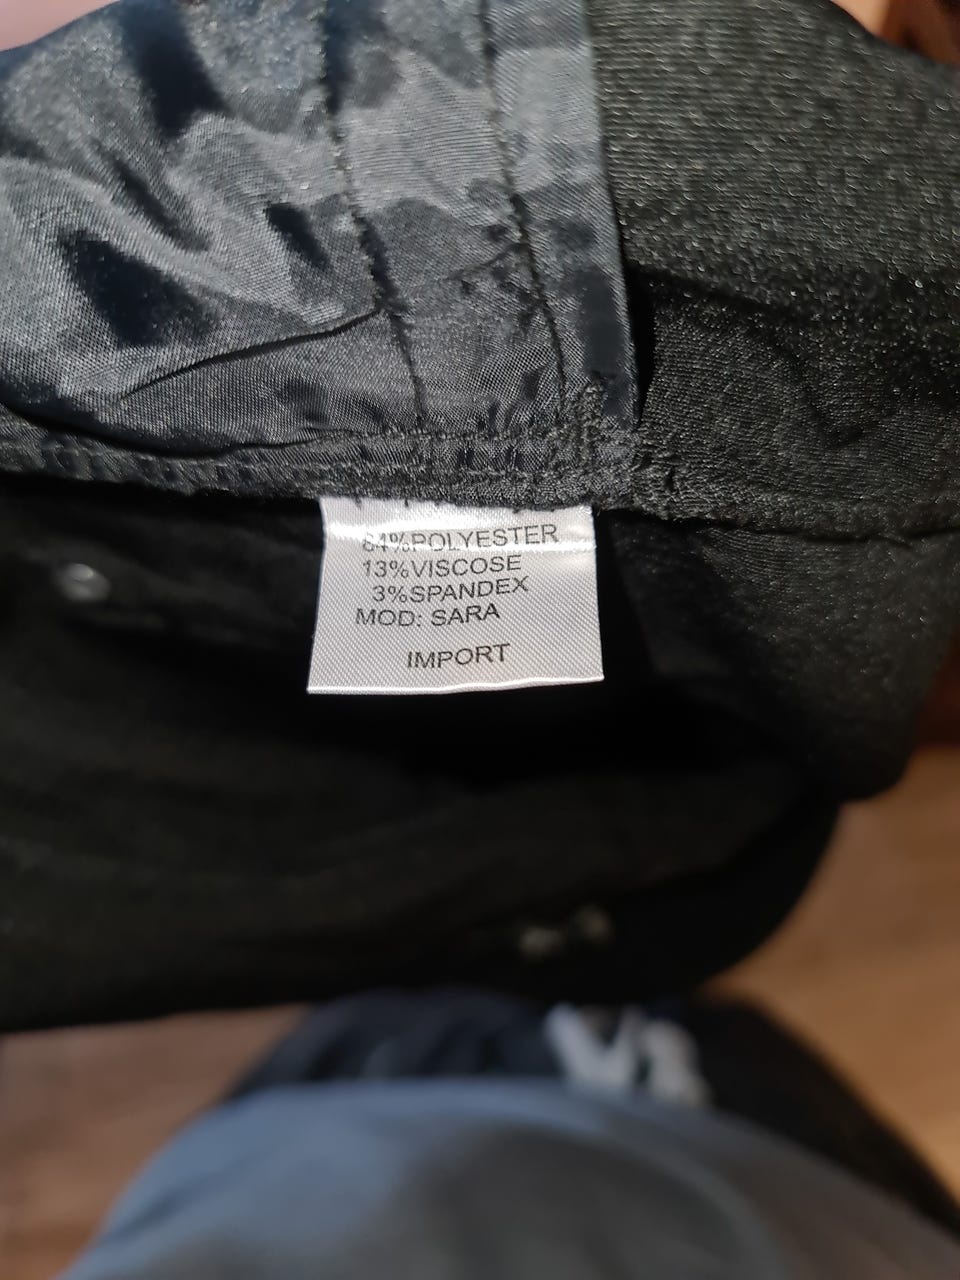 84%POLYESTER
13%VISCOSE
3%SPANDEX
MOD: SARA
IMPORT